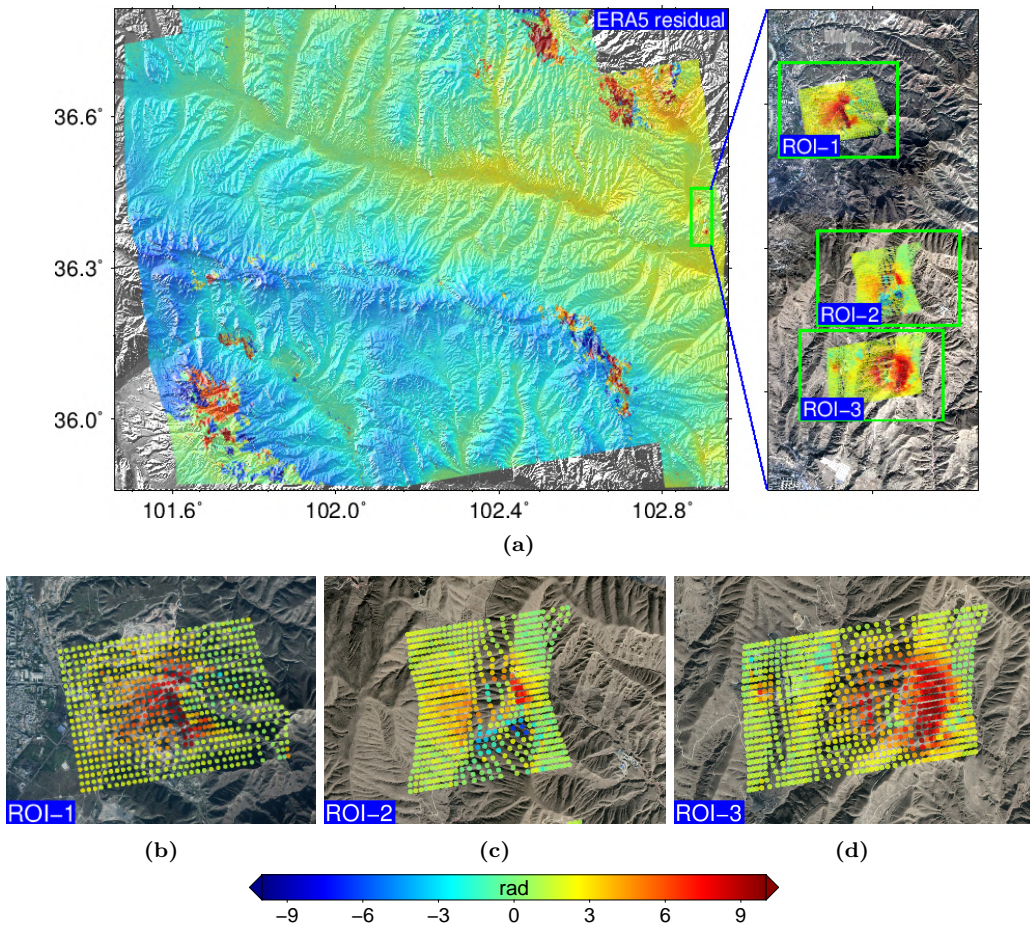 ERA5 residual
36.6°
36.3°
36.0°
101.6° 102.0° 102.4° 102.8°
ROI−1
ROI−2
ROI−3
(a)
ROI−1
ROI−2
ROI−3
(b) (c) (d)
rad
−9 −6 −3 0 3 6 9